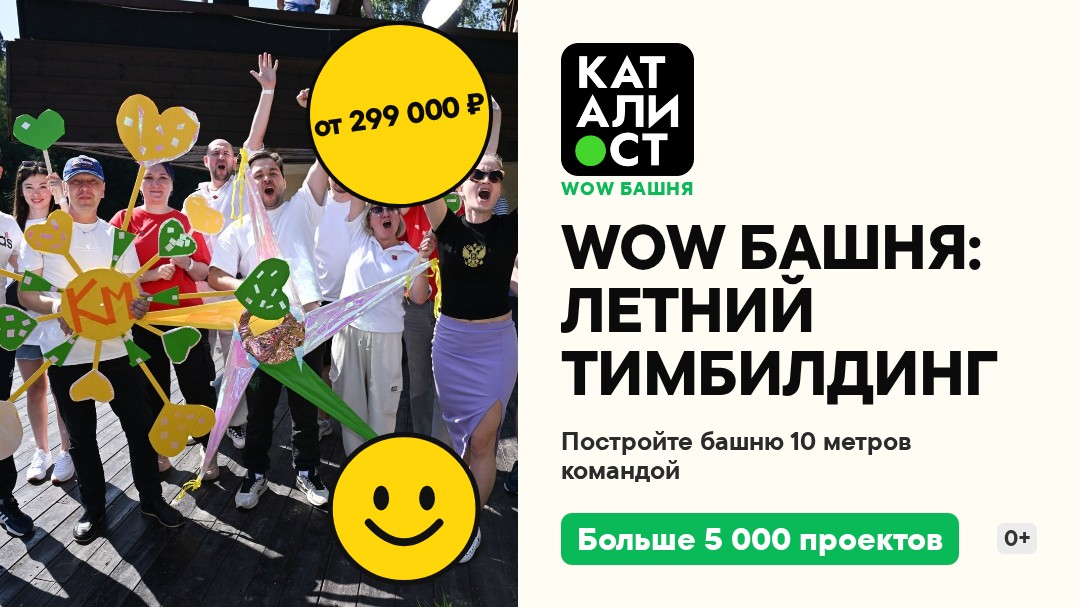 от 299 000 ₽
КМ
КАТ
АЛИ
СТ
WOW БАШНЯ
WOW БАШНЯ:
ЛЕТНИЙ
ТИМБИЛДИНГ
Постройте башню 10 метров
командой
Больше 5 000 проектов
0+